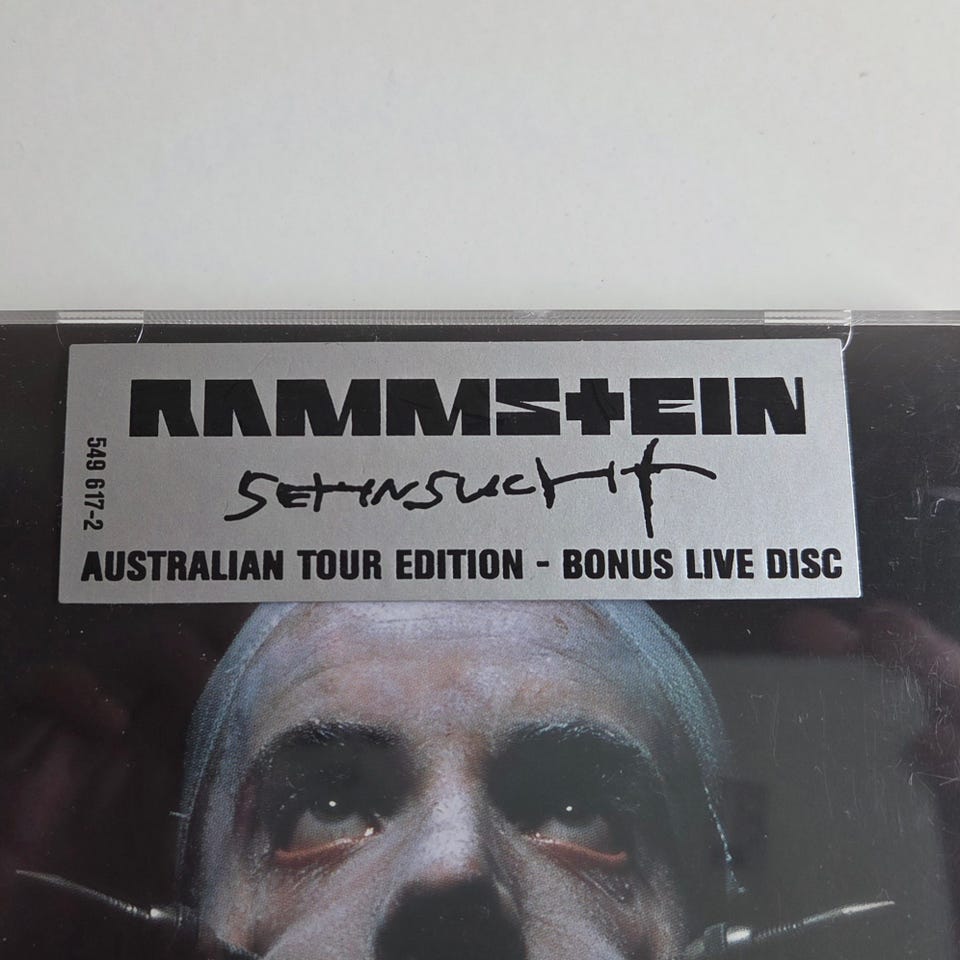 RAMMSTEIN
SEHNSUCHT
AUSTRALIAN TOUR EDITION - BONUS LIVE DISC
549 617-2